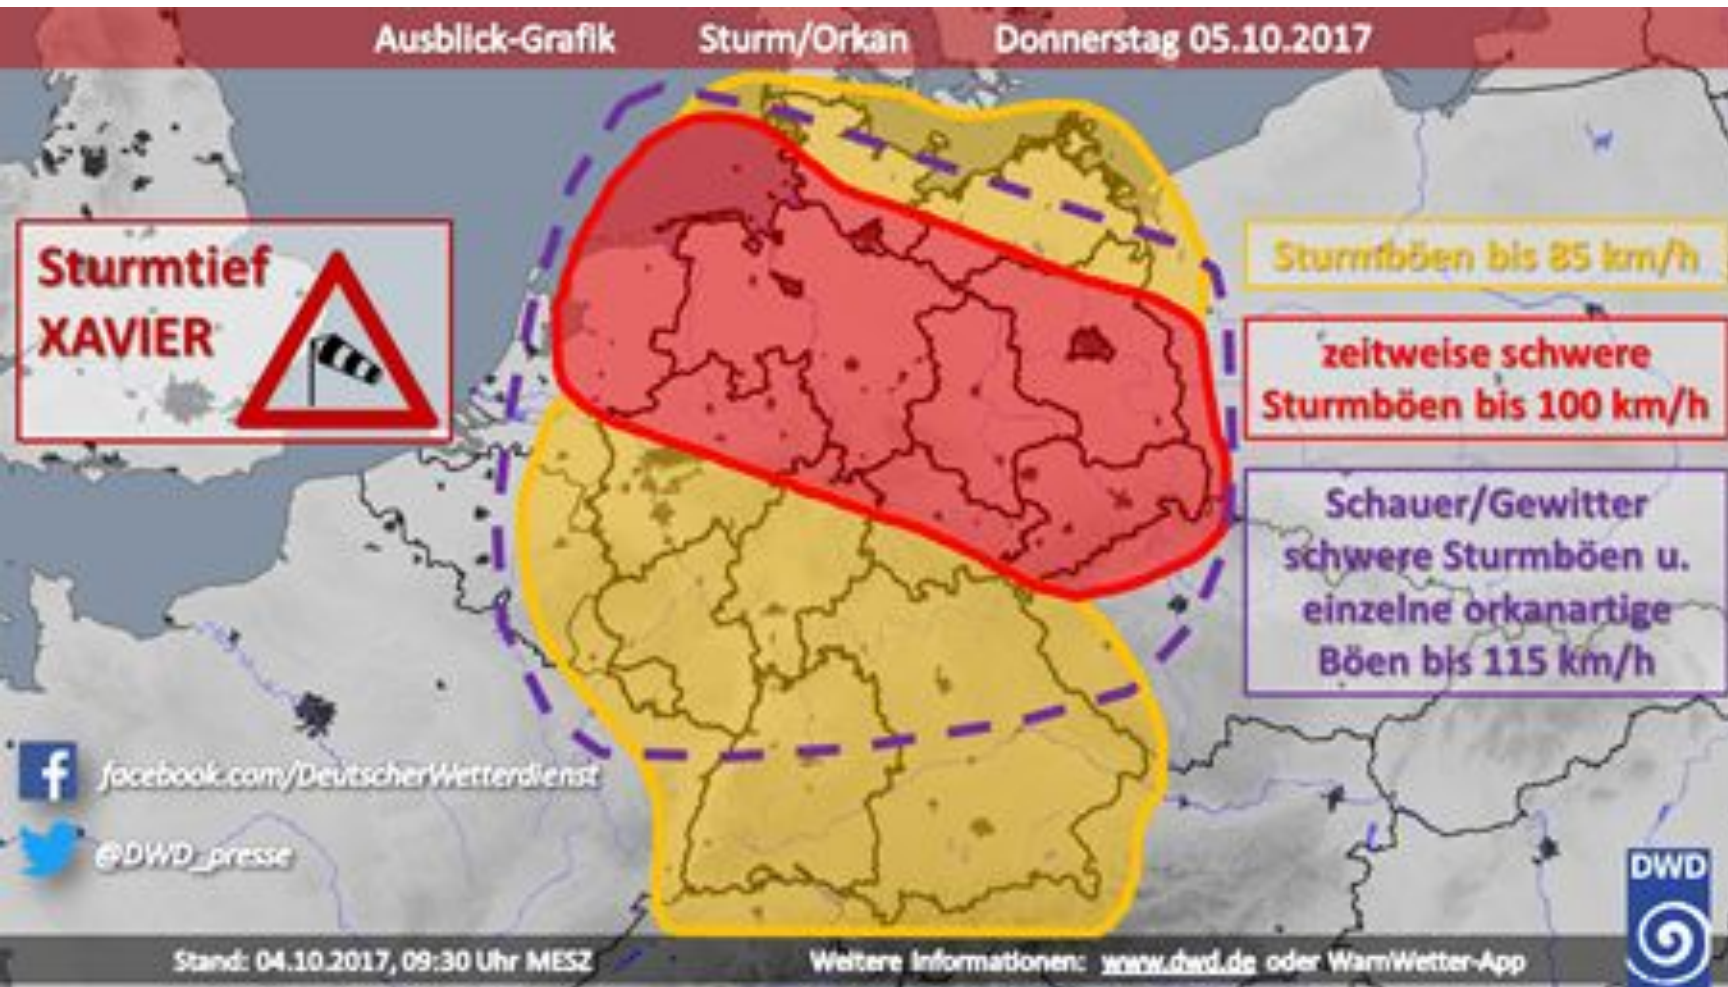 Ausblick-Grafik Sturm/Orkan Donnerstag 05.10.2017
Sturmtief
XAVIER
Sturmböen bis 85 km/h
zeitweise schwere
Sturmböen bis 100 km/h
Schauer/Gewitter
schwere Sturmböen u.
einzelne orkanartige
Böen bis 115 km/h
facebook.com/DeutscherWetterdienst
@DWD_presse
DWD
Stand: 04.10.2017, 09:30 Uhr MESZ Weitere Informationen: www.dwd.de oder WarnWetter-App